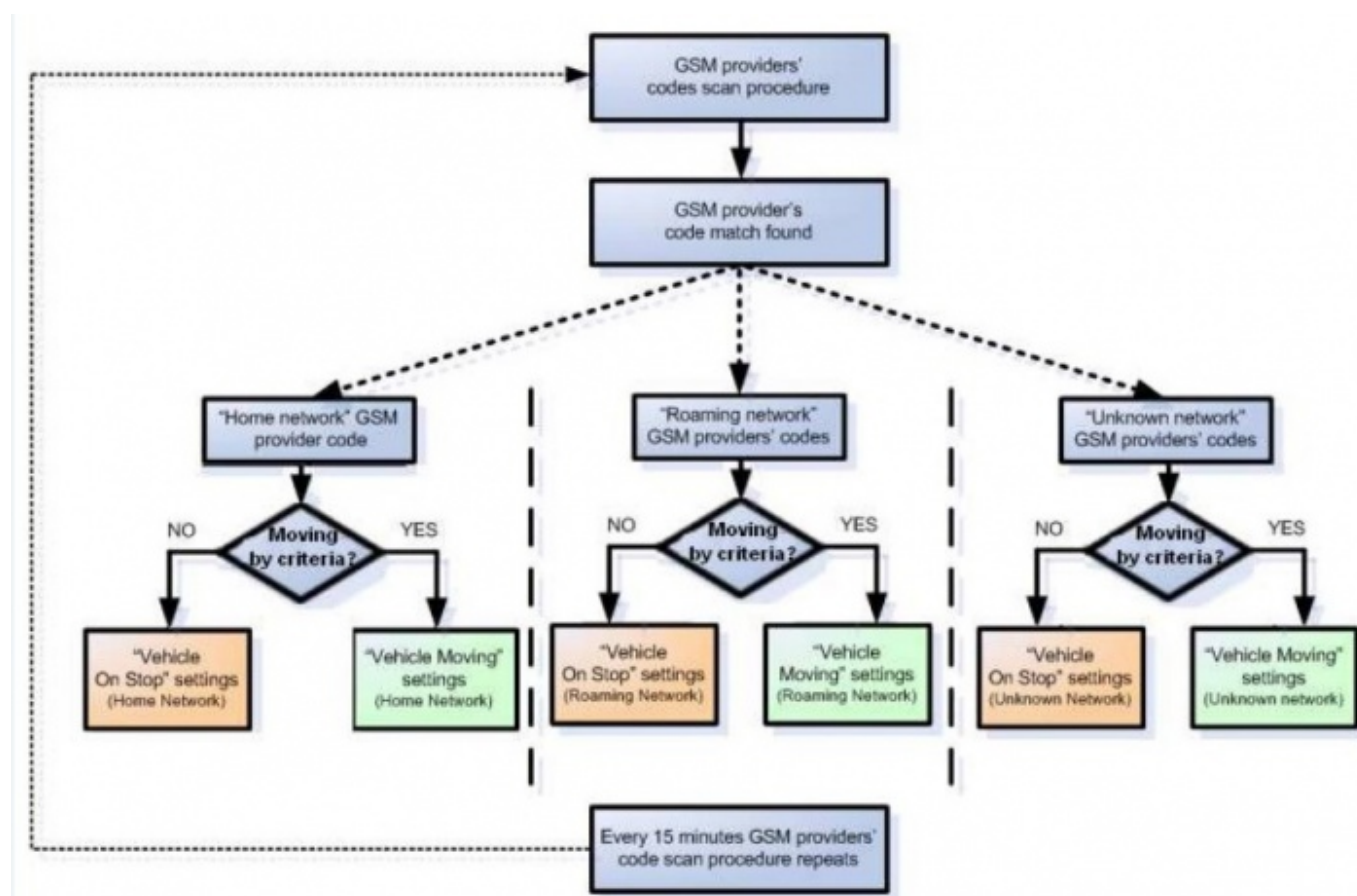 GSM providers'
codes scan procedure
GSM provider's
code match found
"Home network" GSM
provider code
"Roaming network"
GSM providers' codes
"Unknown network"
GSM providers' codes
NO
Moving
by criteria?
YES
NO
Moving
by criteria?
YES
NO
Moving
by criteria?
YES
"Vehicle
On Stop" settings
(Home Network)
"Vehicle Moving"
settings
(Home Network)
"Vehicle
On Stop" settings
(Roaming Network)
"Vehicle
Moving" settings
(Roaming Network)
"Vehicle
On Stop" settings
(Unknown Network)
"Vehicle Moving"
settings
(Unknown network)
Every 15 minutes GSM providers'
code scan procedure repeats